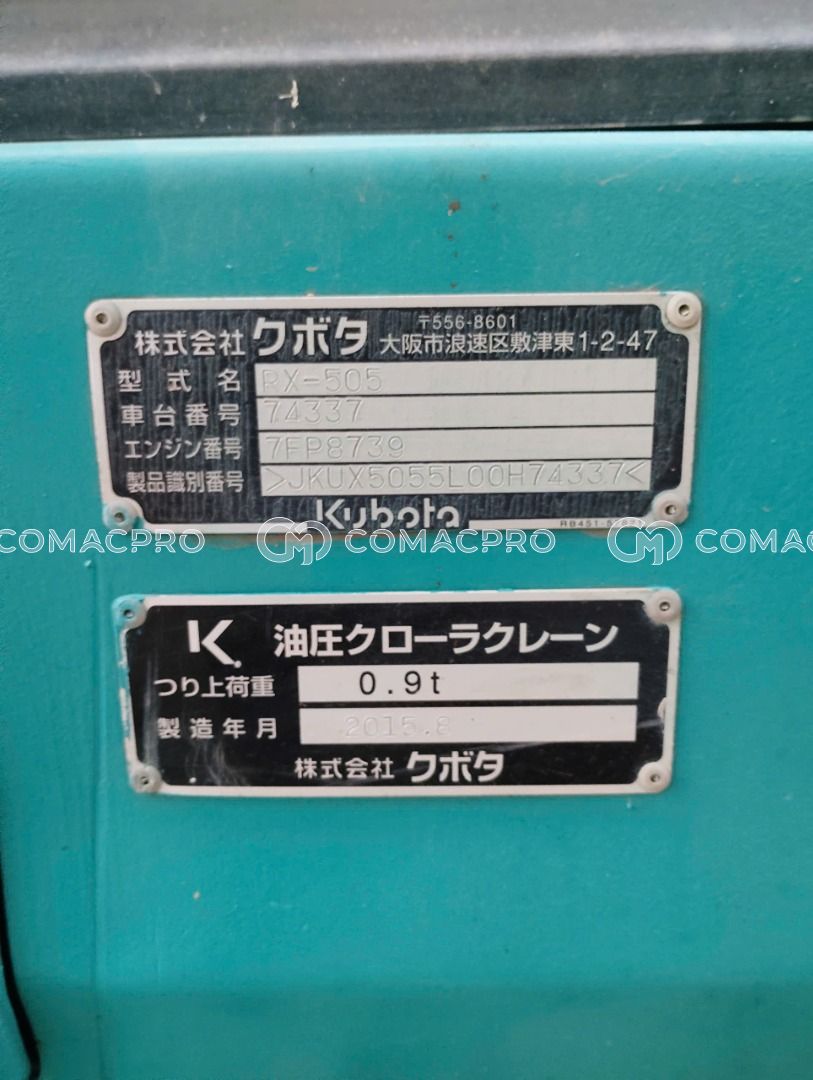 株式会社 クボタ 〒556-8601 大阪市浪速区敷津東1-2-47
型式名 RX-505
車台番号 74337
エンジン番号 7FP8739
製品識別番号 >JKUX5055L00H74337<
Kubota
COMACPRO CM COMACPRO CM COMACPRO
K 油圧クローラクレーン
つり上荷重 0.9t
製造年月 2015.8
株式会社 クボタ